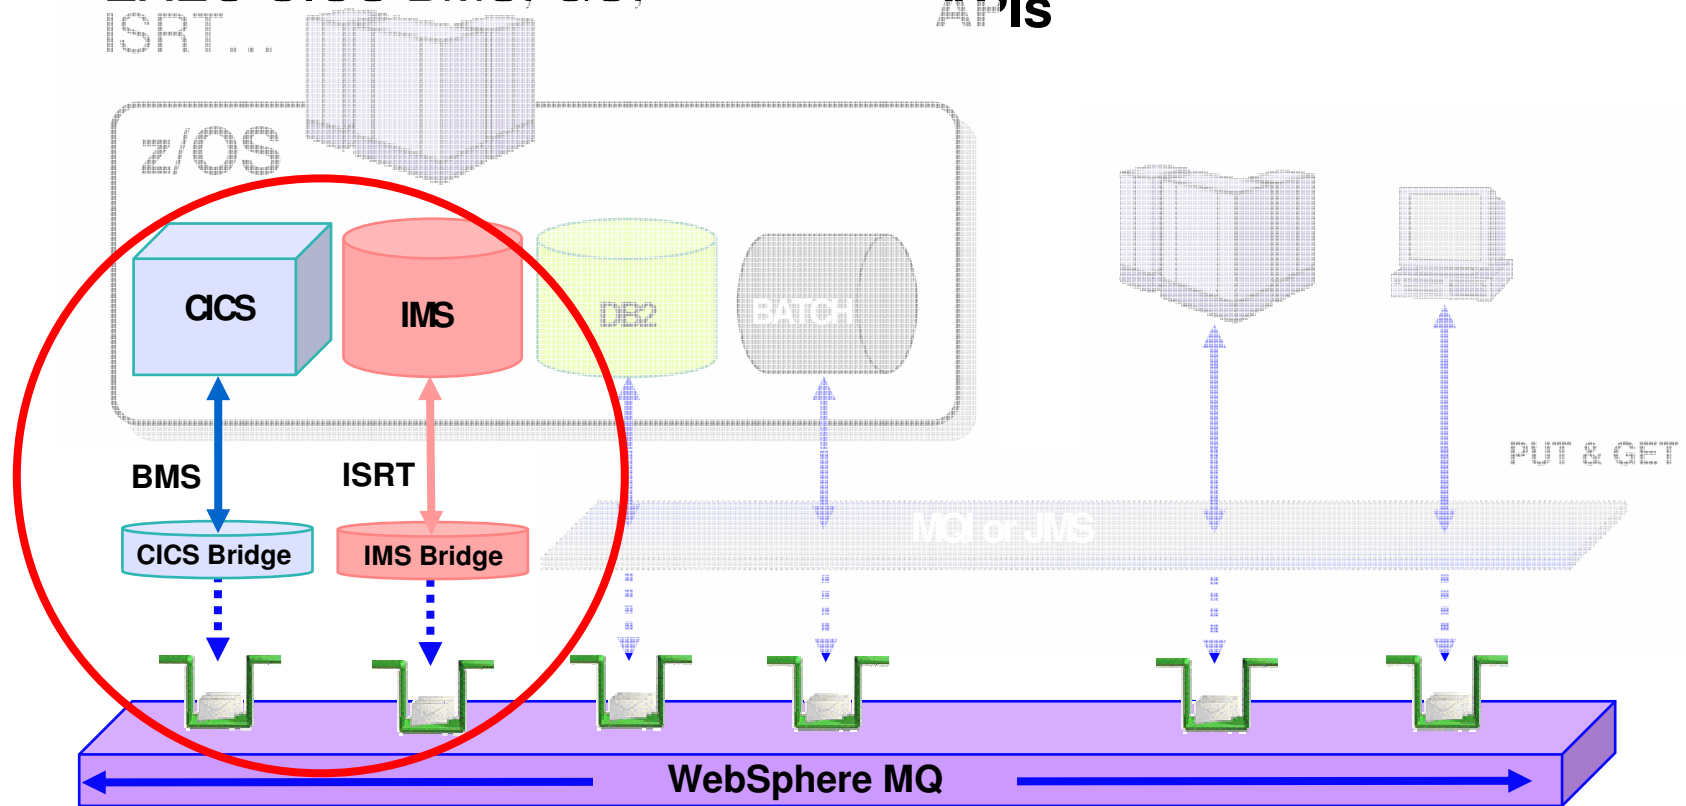 APIs
ISRT...
z/OS
CICS
IMS
DB2
BATCH
PUT & GET
BMS
ISRT
MQI or JMS
CICS Bridge
IMS Bridge
WebSphere MQ